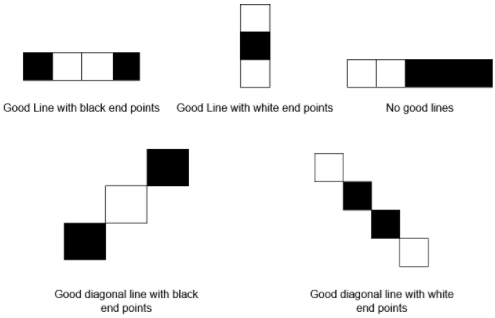 Good Line with black end points
Good Line with white end points
No good lines
Good diagonal line with black
end points
Good diagonal line with white
end points